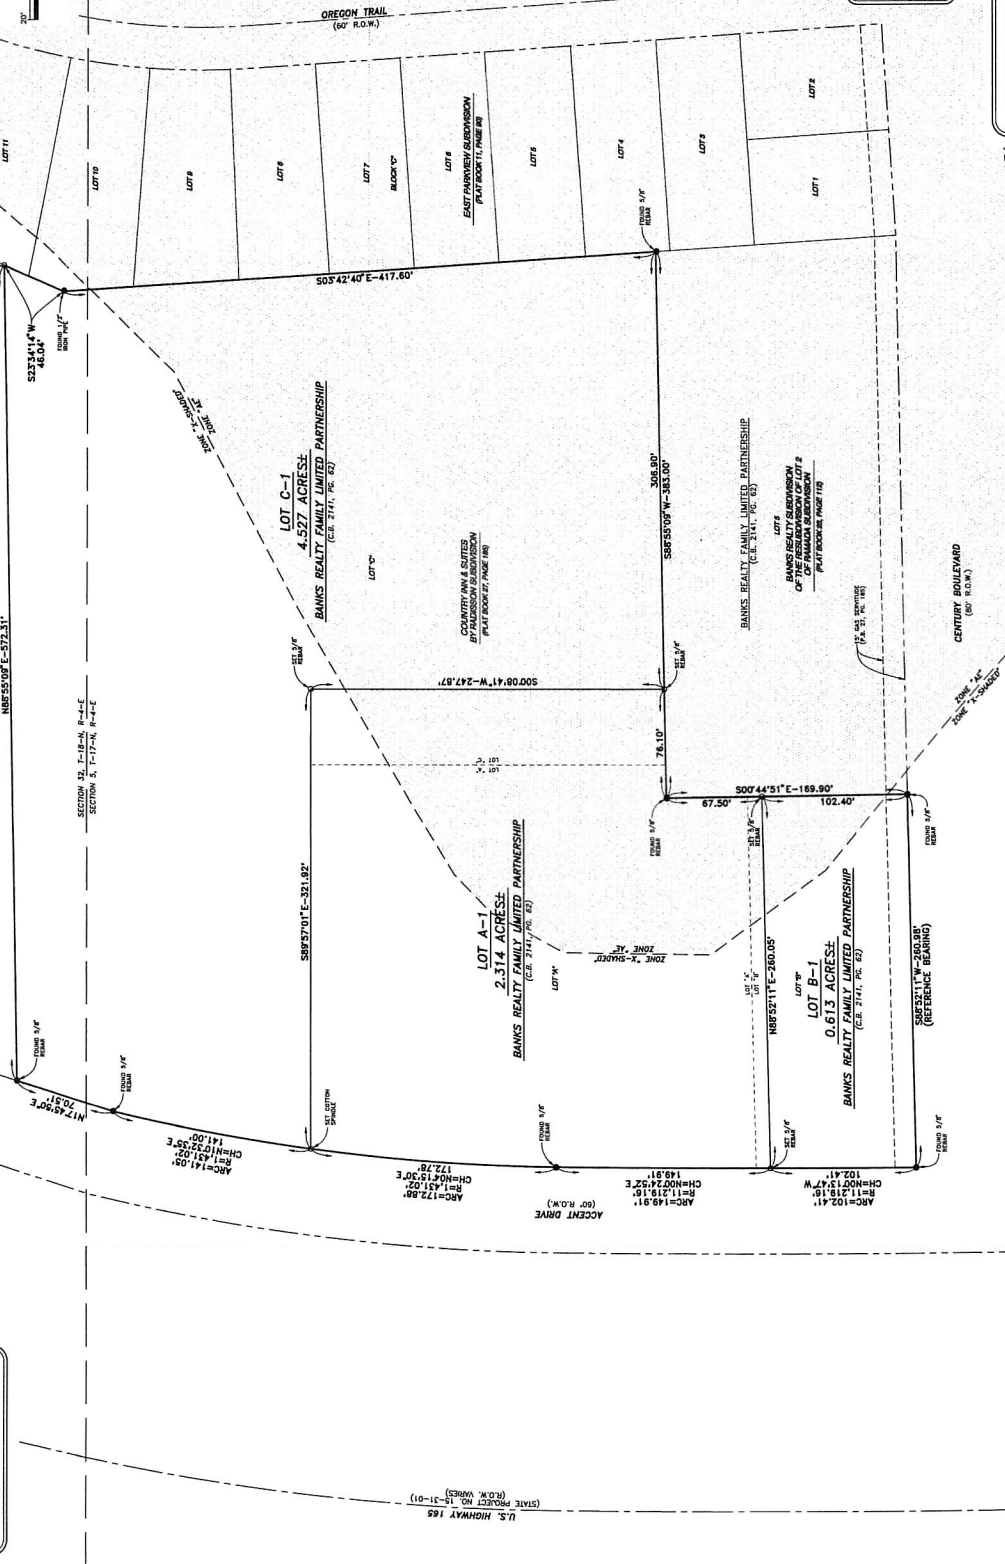 20'
OREGON TRAIL
(60' R.O.W.)
LOT 11
LOT 10
LOT 9
LOT 8
LOT 7
BLOCK "C"
LOT 6
EAST PARKVIEW SUBDIVISION
(PLAT BOOK 11, PAGE 90)
LOT 5
LOT 4
LOT 3
LOT 2
LOT 1
FOUND 5/8"
REBAR
S03°42'40"E-417.60'
S23°34'14"W
46.04'
FOUND 1/2"
IRON PIPE
N88°55'09"E-572.31'
SECTION 32, T-18-N, R-4-E
SECTION 5, T-17-N, R-4-E
ZONE "X-SHADED"
ZONE "AE"
LOT C-1
4.527 ACRES±
BANKS REALTY FAMILY LIMITED PARTNERSHIP
(C.B. 2141, PG. 62)
LOT "C"
COUNTRY INN & SUITES
BY RADISSON SUBDIVISION
(PLAT BOOK 27, PAGE 185)
306.90'
S88°55'09"W-383.00'
BANKS REALTY FAMILY LIMITED PARTNERSHIP
(C.B. 2141, PG. 62)
LOT 5
BANKS REALTY SUBDIVISION
OF THE RESUBDIVISION OF LOT 2
OF RAMADA SUBDIVISION
15' GAS SERVITUDE
(P.B. 27, PG. 185)
CENTURY BOULEVARD
(80' R.O.W.)
ZONE "AE"
ZONE "X-SHADED"
SET 5/8"
REBAR
S00°08'41"W-247.87'
LOT "C"
LOT "A"
76.10'
S00°44'51"E-169.90'
67.50'
102.40'
FOUND 5/8"
REBAR
SET 5/8"
REBAR
FOUND 5/8"
REBAR
S89°57'01"E-321.92'
LOT A-1
2.314 ACRES±
BANKS REALTY FAMILY LIMITED PARTNERSHIP
(C.B. 2141, PG. 62)
LOT "A"
ZONE "AE"
ZONE "X-SHADED"
LOT "A"
LOT "B"
N88°52'11"E-260.05'
LOT "B"
LOT B-1
0.613 ACRES±
BANKS REALTY FAMILY LIMITED PARTNERSHIP
(C.B. 2141, PG. 62)
S88°52'11"W-260.98'
(REFERENCE BEARING)
FOUND 5/8"
REBAR
N17°45'50"E
70.51'
FOUND 5/8"
REBAR
ARC=141.05'
R=1,431.02'
CH=N10°32'35"E
141.00'
SET COTTON
SPINDLE
ARC=172.88'
R=1,431.02'
CH=N04°15'30"E
172.78'
FOUND 5/8"
REBAR
ARC=149.91'
R=11,219.16'
CH=N00°24'52"E
149.91'
SET 5/8"
REBAR
ARC=102.41'
R=11,219.16'
CH=N00°13'47"W
102.41'
FOUND 5/8"
REBAR
ACCENT DRIVE
(60' R.O.W.)
U.S. HIGHWAY 165
(STATE PROJECT NO. 15-31-01)
(R.O.W. VARIES)